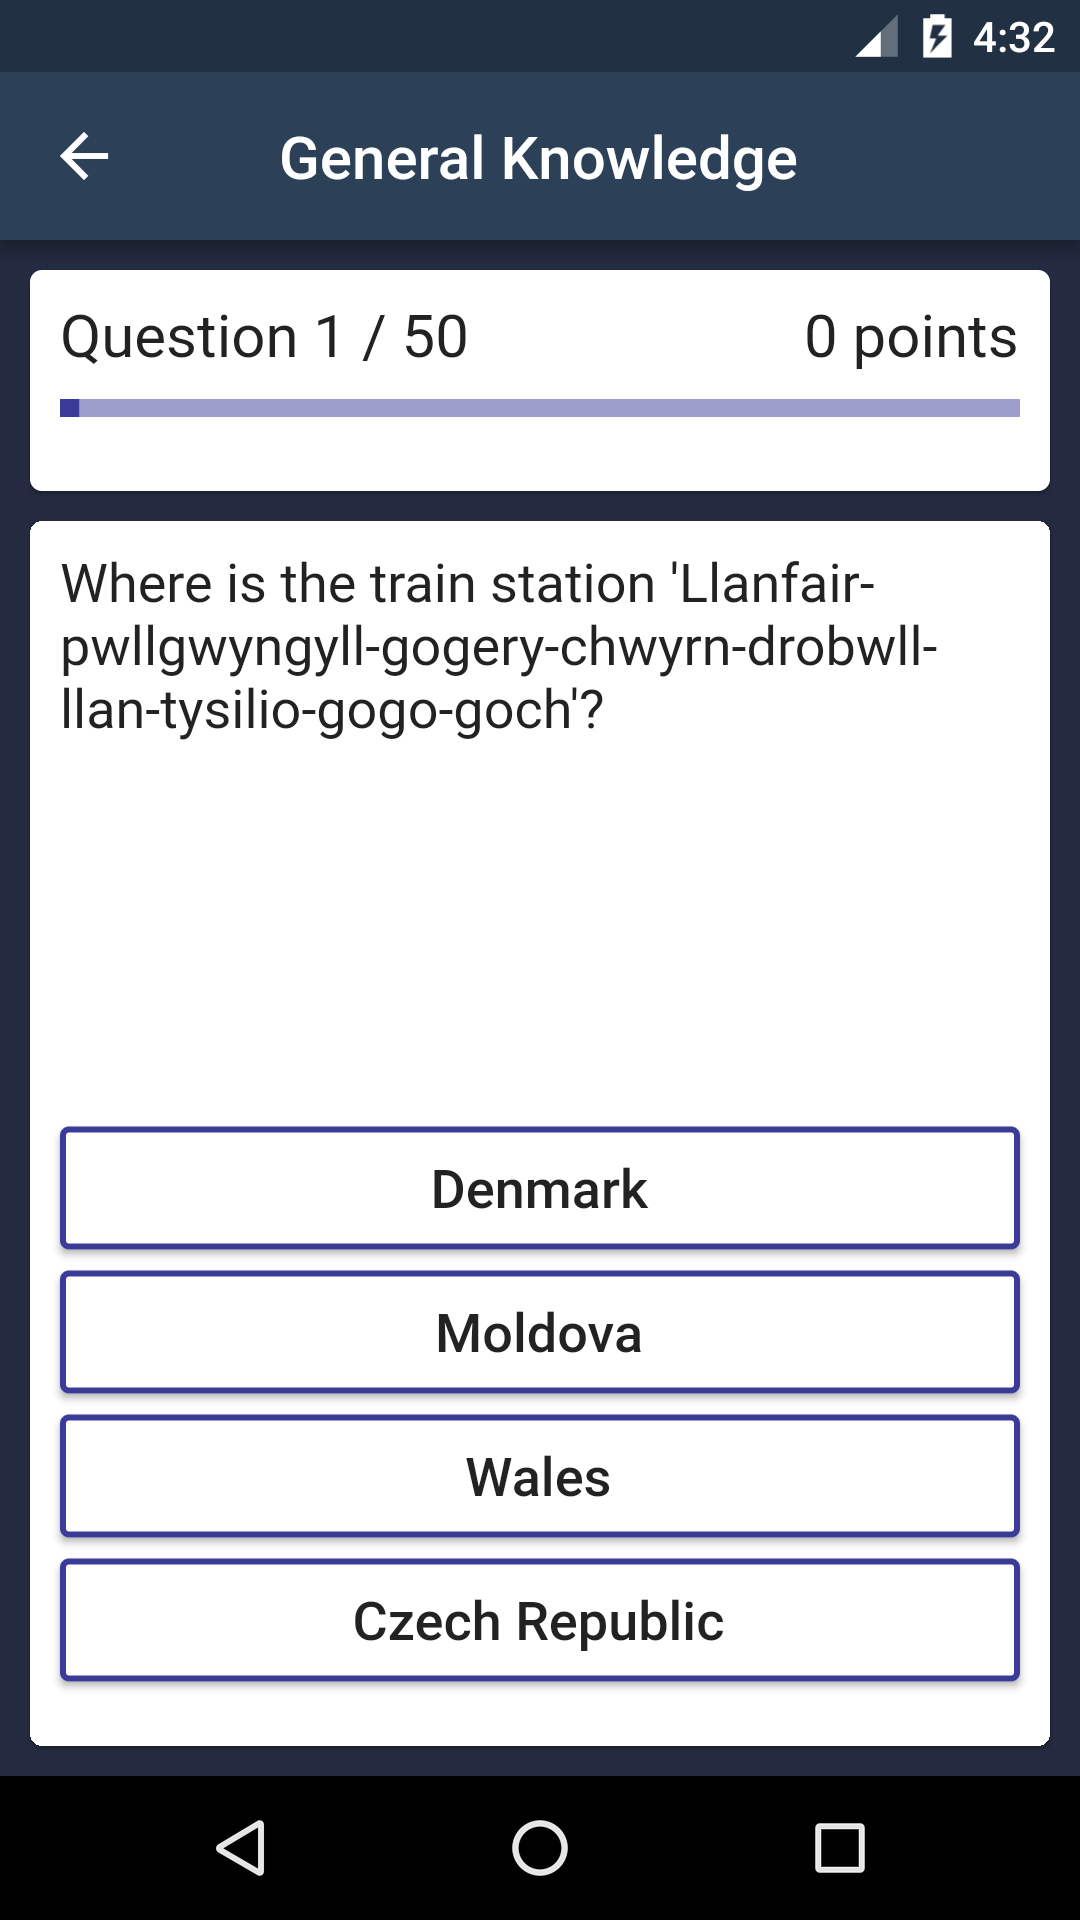 4:32
General Knowledge
Question 1 / 50
0 points
Where is the train station 'Llanfair-
pwllgwyngyll-gogery-chwyrn-drobwll-
llan-tysilio-gogo-goch'?
Denmark
Moldova
Wales
Czech Republic